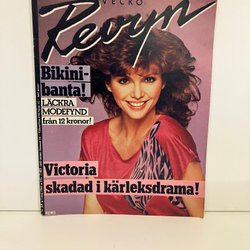 VECKO
Revyn
Bikini-
banta!
LÄCKRA
MODEFYND
från 12 kronor!
Victoria
skadad i kärleksdrama!